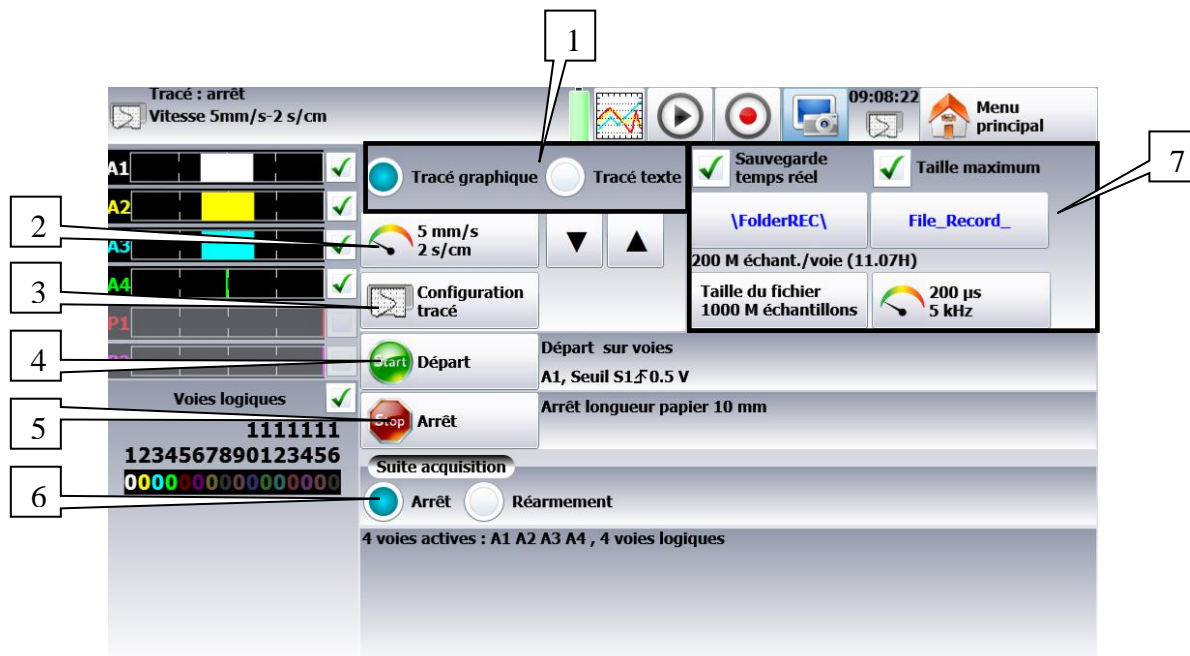 1
Tracé : arrêt
Vitesse 5mm/s-2 s/cm
09:08:22
Menu
principal
7
A1
A2
A3
A4
P1
Tracé graphique
Tracé texte
Sauvegarde
temps réel
Taille maximum
\FolderREC\
File_Record_
2
5 mm/s
2 s/cm
200 M échant./voie (11.07H)
3
Configuration
tracé
Taille du fichier
1000 M échantillons
200 µs
5 kHz
4
Start
Départ
Départ sur voies
A1, Seuil S1 0.5 V
Voies logiques
5
Stop
Arrêt
Arrêt longueur papier 10 mm
1111111
1234567890123456
0000000000000000
Suite acquisition
6
Arrêt
Réarmement
4 voies actives : A1 A2 A3 A4 , 4 voies logiques